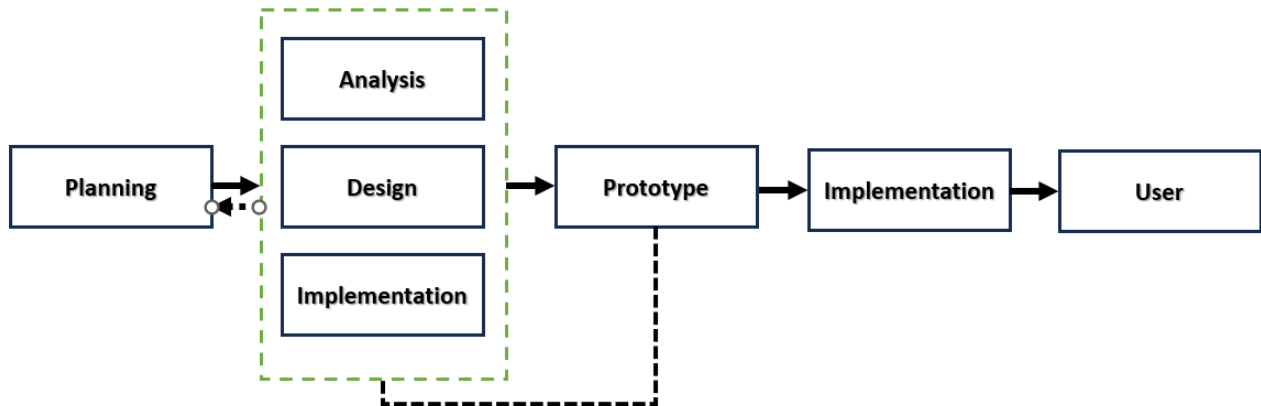 Planning
Analysis
Design
Implementation
Prototype
Implementation
User